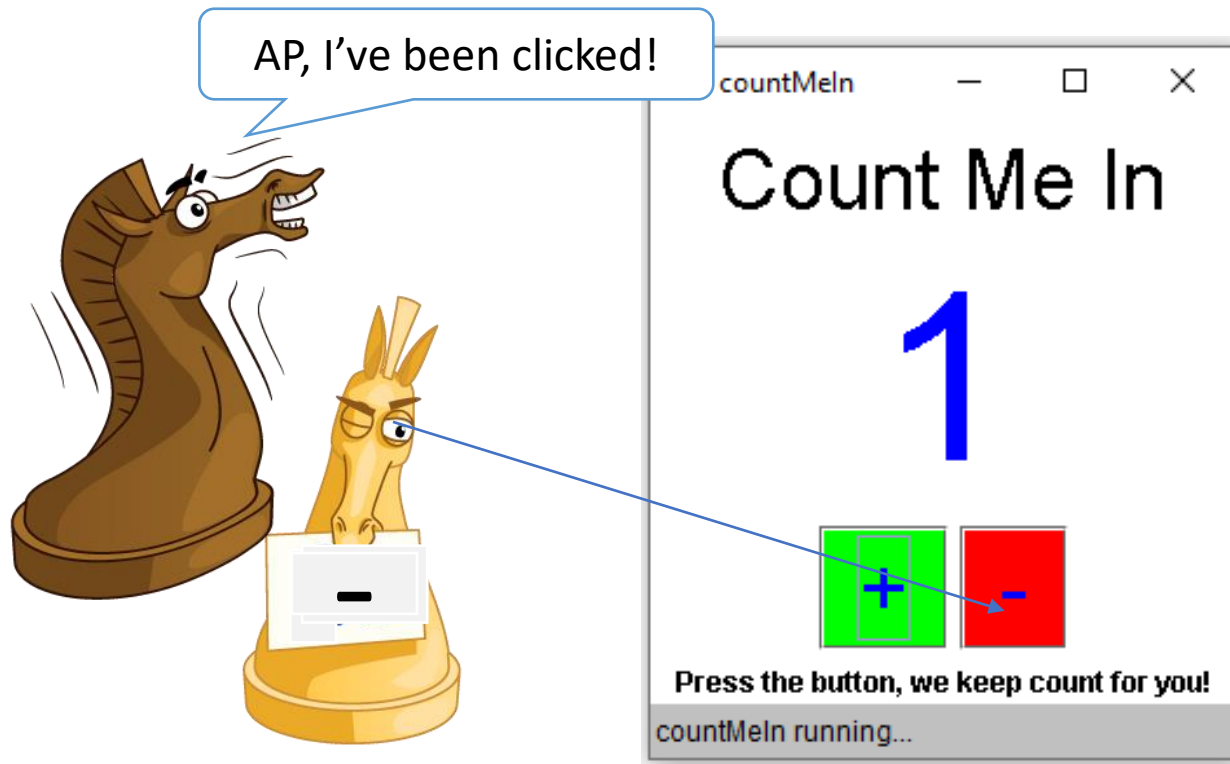 AP, I've been clicked!
countMeIn
Count Me In
1
-
+ -
Press the button, we keep count for you!
countMeIn running...